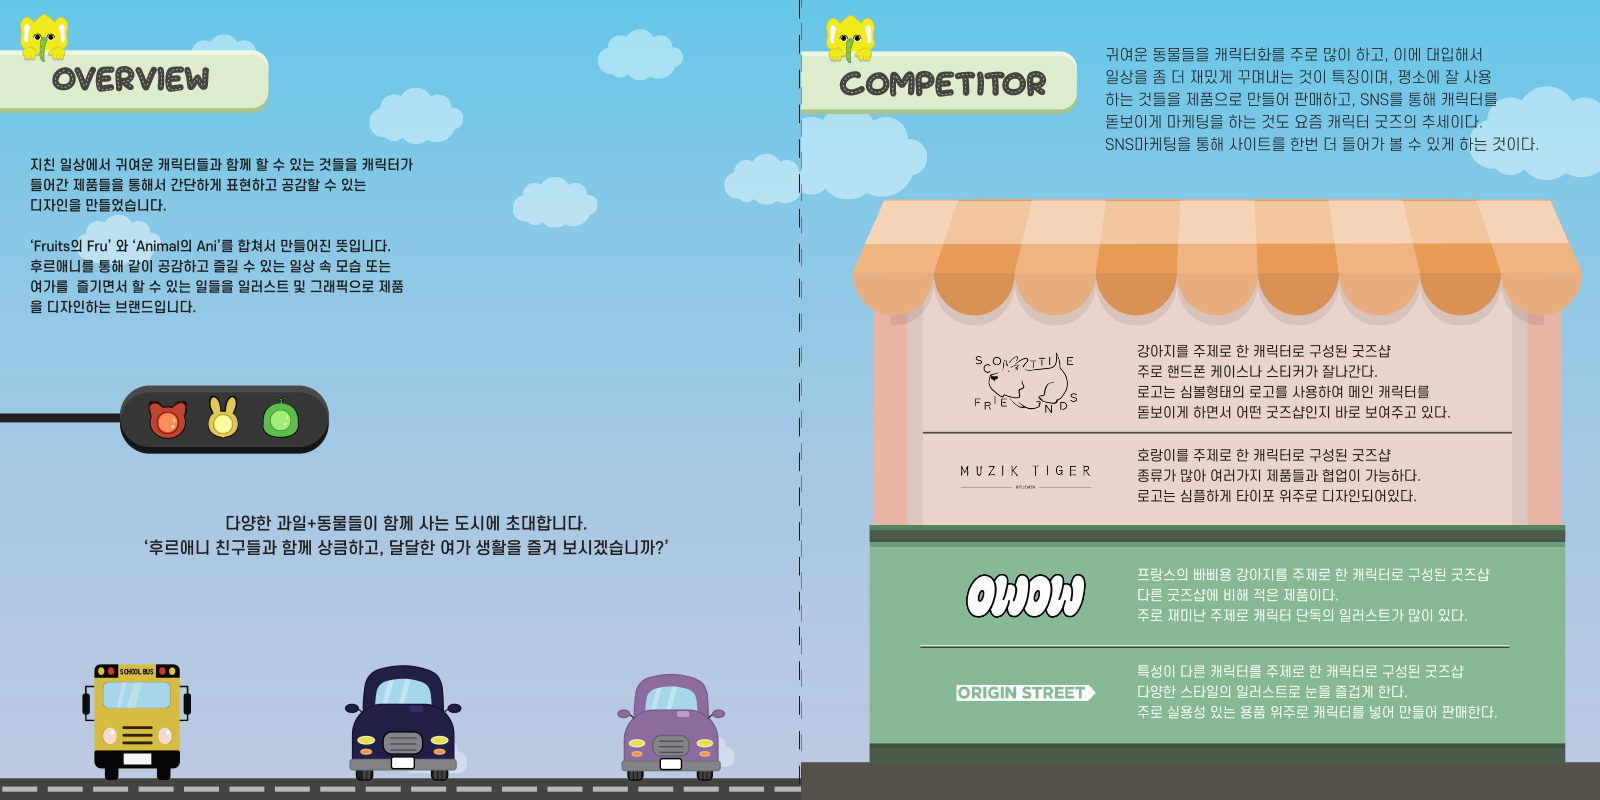 OVERVIEW
지친 일상에서 귀여운 캐릭터들과 함께 할 수 있는 것들을 캐릭터가
들어간 제품들을 통해서 간단하게 표현하고 공감할 수 있는
디자인을 만들었습니다.
‘Fruits의 Fru’ 와 ‘Animal의 Ani’를 합쳐서 만들어진 뜻입니다.
후르애니를 통해 같이 공감하고 즐길 수 있는 일상 속 모습 또는
여가를 즐기면서 할 수 있는 일들을 일러스트 및 그래픽으로 제품
을 디자인하는 브랜드입니다.
다양한 과일+동물들이 함께 사는 도시에 초대합니다.
‘후르애니 친구들과 함께 상큼하고, 달달한 여가 생활을 즐겨 보시겠습니까?’
SCHOOL BUS
COMPETITOR
귀여운 동물들을 캐릭터화를 주로 많이 하고, 이에 대입해서
일상을 좀 더 재밌게 꾸며내는 것이 특징이며, 평소에 잘 사용
하는 것들을 제품으로 만들어 판매하고, SNS를 통해 캐릭터를
돋보이게 마케팅을 하는 것도 요즘 캐릭터 굿즈의 추세이다.
SNS마케팅을 통해 사이트를 한번 더 들어가 볼 수 있게 하는 것이다.
SCOTTIE
FRIENDS
강아지를 주제로 한 캐릭터로 구성된 굿즈샵
주로 핸드폰 케이스나 스티커가 잘나간다.
로고는 심볼형태의 로고를 사용하여 메인 캐릭터를
돋보이게 하면서 어떤 굿즈샵인지 바로 보여주고 있다.
MUZIK TIGER
STUDIO
호랑이를 주제로 한 캐릭터로 구성된 굿즈샵
종류가 많아 여러가지 제품들과 협업이 가능하다.
로고는 심플하게 타이포 위주로 디자인되어있다.
OWOW
프랑스의 빠삐용 강아지를 주제로 한 캐릭터로 구성된 굿즈샵
다른 굿즈샵에 비해 적은 제품이다.
주로 재미난 주제로 캐릭터 단독의 일러스트가 많이 있다.
ORIGIN STREET
특성이 다른 캐릭터를 주제로 한 캐릭터로 구성된 굿즈샵
다양한 스타일의 일러스트로 눈을 즐겁게 한다.
주로 실용성 있는 용품 위주로 캐릭터를 넣어 만들어 판매한다.